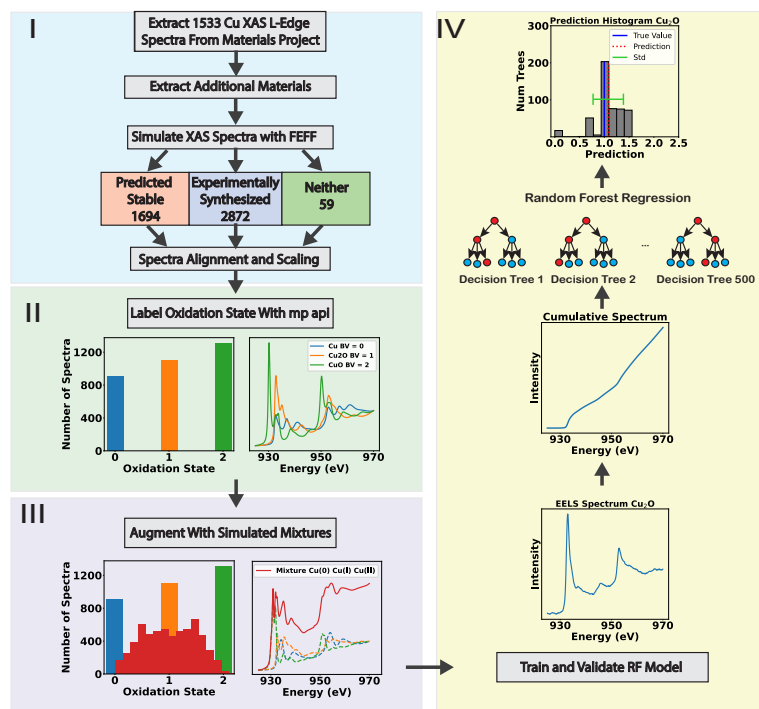 I
Extract 1533 Cu XAS L-Edge
Spectra From Materials Project
Extract Additional Materials
Simulate XAS Spectra with FEFF
Predicted
Stable
1694
Experimentally
Synthesized
2872
Neither
59
Spectra Alignment and Scaling
II
Label Oxidation State With mp api
Number of Spectra
1200
800
400
0
0 1 2
Oxidation State
Cu BV = 0
Cu2O BV = 1
CuO BV = 2
930 950 970
Energy (eV)
III
Augment With Simulated Mixtures
Number of Spectra
1200
800
400
0
0 1 2
Oxidation State
Mixture Cu(0) Cu(I) Cu(II)
930 950 970
Energy (eV)
IV
Prediction Histogram Cu₂O
Num Trees
300
200
100
True Value
Prediction
Std
0.0 0.5 1.0 1.5 2.0 2.5
Prediction
Random Forest Regression
...
Decision Tree 1 Decision Tree 2 Decision Tree 500
Cumulative Spectrum
Intensity
930 950 970
Energy (eV)
EELS Spectrum Cu₂O
Intensity
930 950 970
Energy (eV)
Train and Validate RF Model